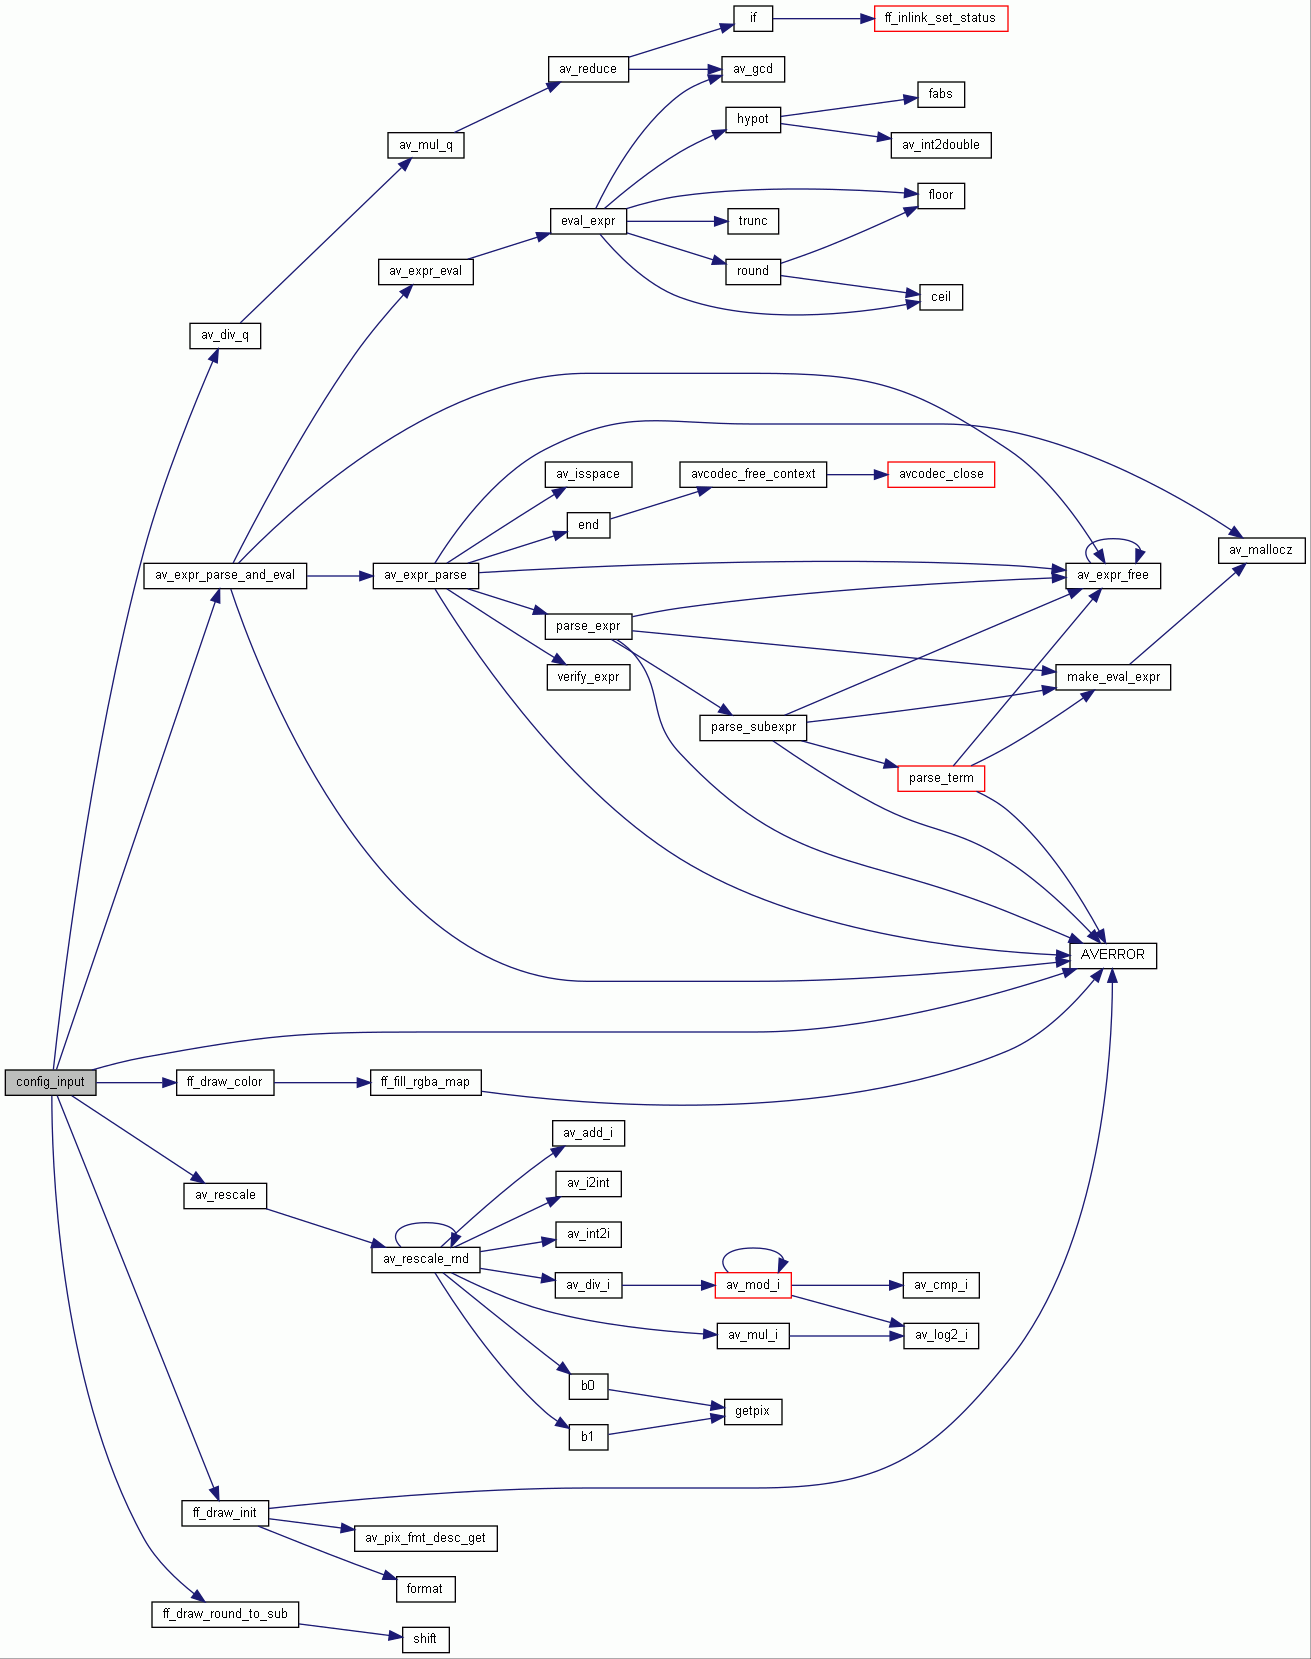 if
ff_inlink_set_status
av_reduce
av_gcd
fabs
hypot
av_mul_q
av_int2double
floor
eval_expr
trunc
av_expr_eval
round
ceil
av_div_q
av_isspace
avcodec_free_context
avcodec_close
end
av_mallocz
av_expr_parse_and_eval
av_expr_parse
av_expr_free
parse_expr
verify_expr
make_eval_expr
parse_subexpr
parse_term
AVERROR
config_input
ff_draw_color
ff_fill_rgba_map
av_add_i
av_i2int
av_rescale
av_int2i
av_rescale_rnd
av_div_i
av_mod_i
av_cmp_i
av_mul_i
av_log2_i
b0
getpix
b1
ff_draw_init
av_pix_fmt_desc_get
format
ff_draw_round_to_sub
shift